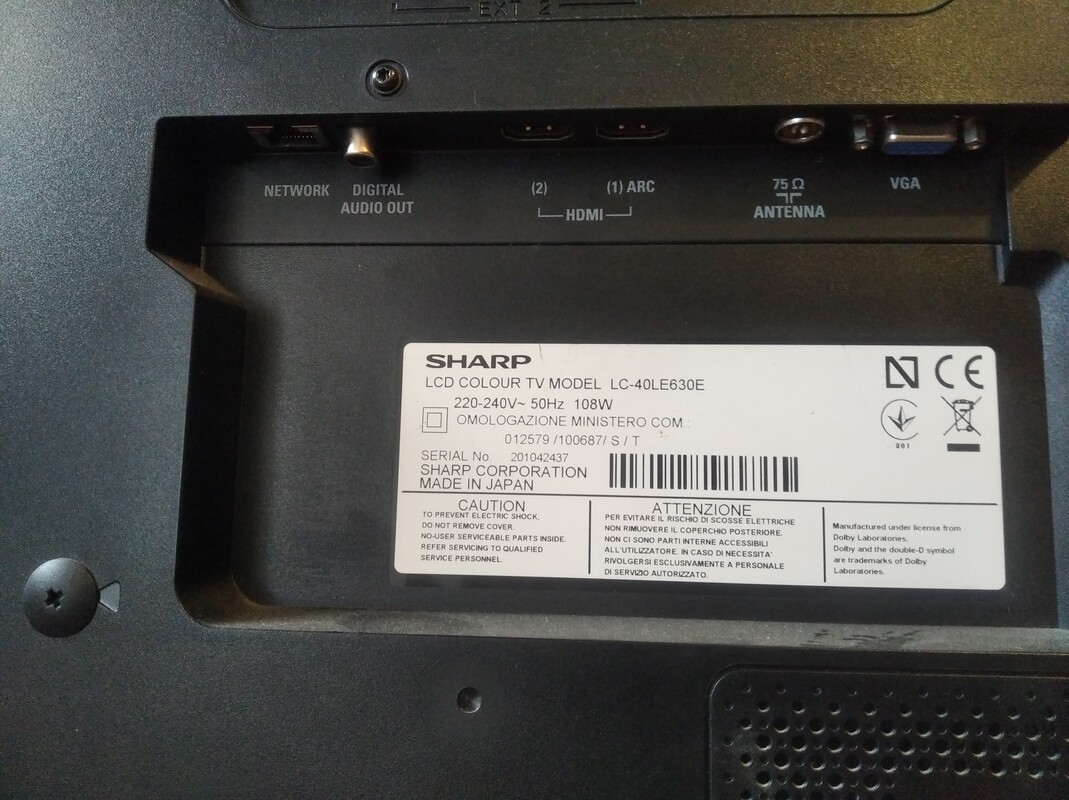 EXT 2
NETWORK
DIGITAL
AUDIO OUT
(2) (1) ARC
HDMI
75 Ω
ANTENNA
VGA
SHARP
LCD COLOUR TV MODEL LC-40LE630E
220-240V~ 50Hz 108W
OMOLOGAZIONE MINISTERO COM.:
012579 /100687/ S / T
SERIAL No. 201042437
SHARP CORPORATION
MADE IN JAPAN
N CE
001
CAUTION
TO PREVENT ELECTRIC SHOCK,
DO NOT REMOVE COVER.
NO-USER SERVICEABLE PARTS INSIDE.
REFER SERVICING TO QUALIFIED
SERVICE PERSONNEL.
ATTENZIONE
PER EVITARE IL RISCHIO DI SCOSSE ELETTRICHE
NON RIMUOVERE IL COPERCHIO POSTERIORE.
NON CI SONO PARTI INTERNE ACCESSIBILI
ALL'UTILIZZATORE. IN CASO DI NECESSITA'
RIVOLGERSI ESCLUSIVAMENTE A PERSONALE
DI SERVIZIO AUTORIZZATO.
Manufactured under license from
Dolby Laboratories.
Dolby and the double-D symbol
are trademarks of Dolby
Laboratories.